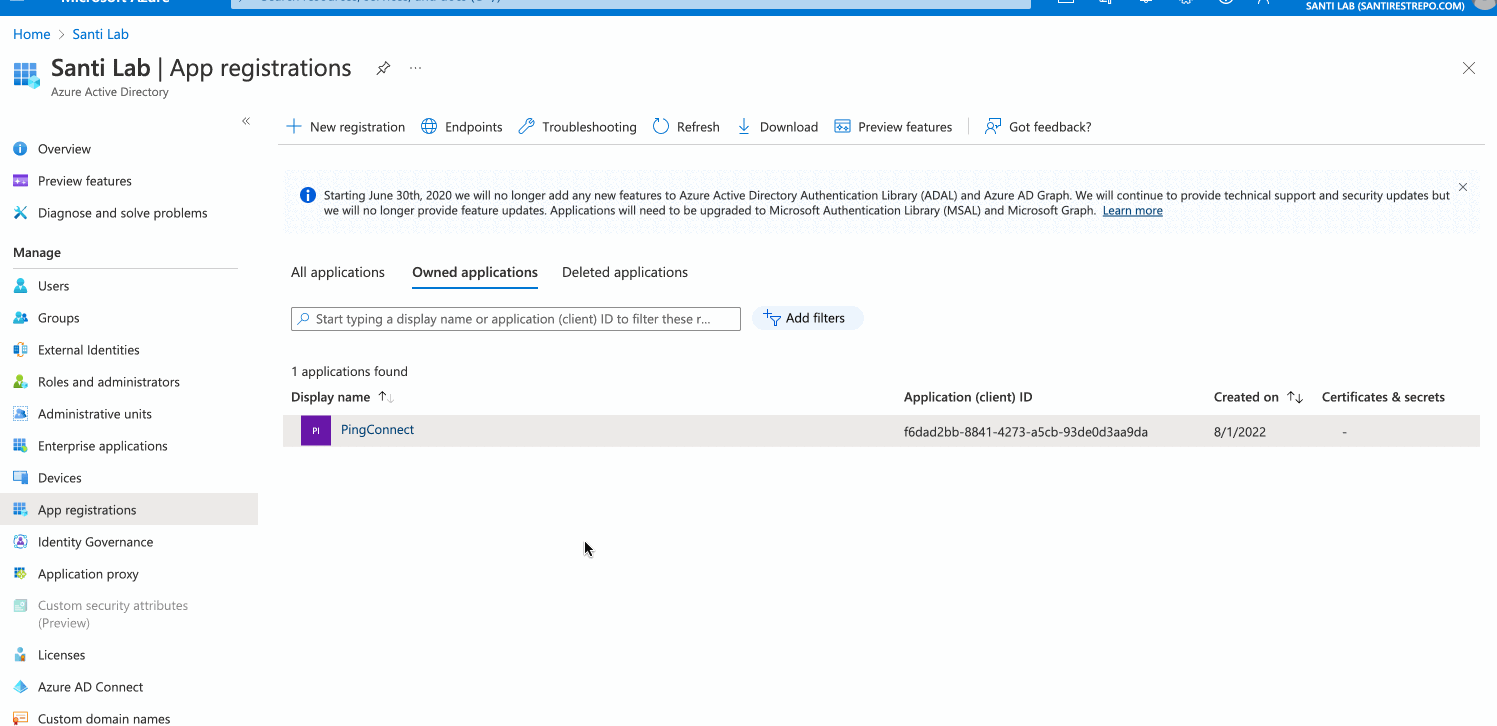 Microsoft Azure
SANTI LAB (SANTIRESTREPO.COM)
Home > Santi Lab
Santi Lab | App registrations
Azure Active Directory
Overview
Preview features
Diagnose and solve problems
Manage
Users
Groups
External Identities
Roles and administrators
Administrative units
Enterprise applications
Devices
App registrations
Identity Governance
Application proxy
Custom security attributes
(Preview)
Licenses
Azure AD Connect
Custom domain names
New registration Endpoints Troubleshooting Refresh Download Preview features Got feedback?
Starting June 30th, 2020 we will no longer add any new features to Azure Active Directory Authentication Library (ADAL) and Azure AD Graph. We will continue to provide technical support and security updates but
we will no longer provide feature updates. Applications will need to be upgraded to Microsoft Authentication Library (MSAL) and Microsoft Graph. Learn more
All applications Owned applications Deleted applications
Start typing a display name or application (client) ID to filter these r... Add filters
1 applications found
Display name Application (client) ID Created on Certificates & secrets
PI PingConnect f6dad2bb-8841-4273-a5cb-93de0d3aa9da 8/1/2022 -